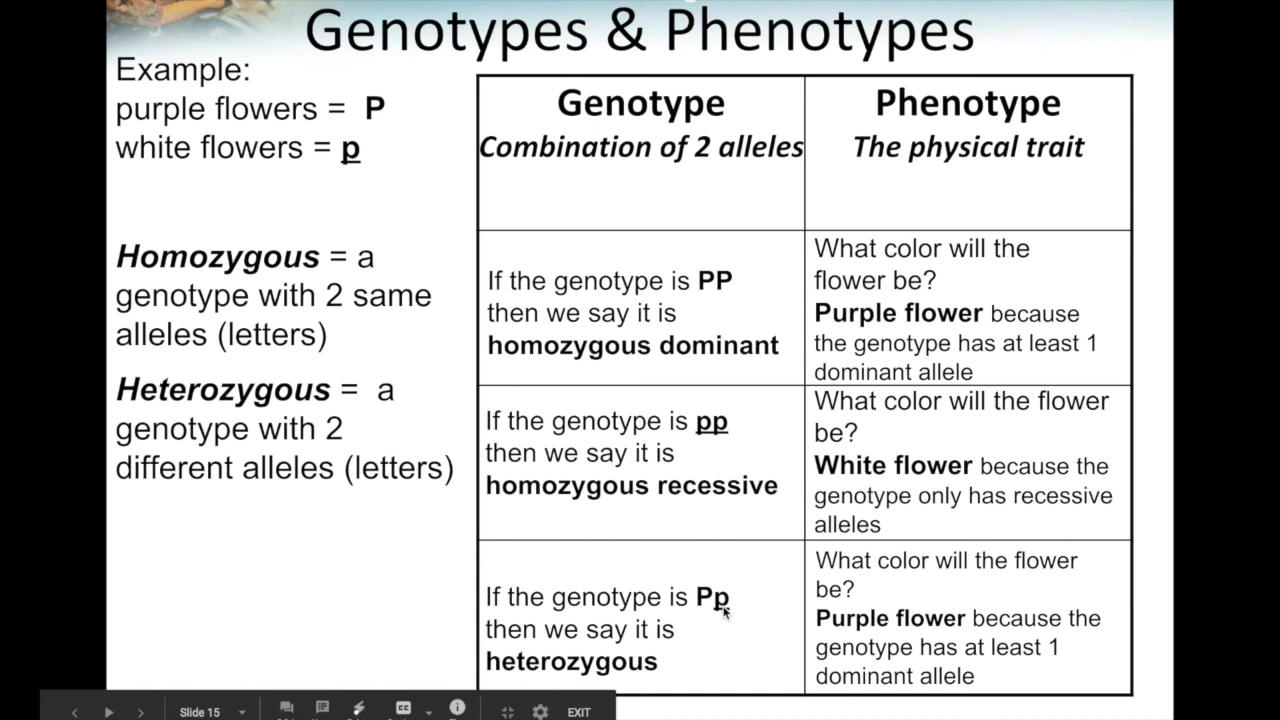 Genotypes & Phenotypes
Example:
purple flowers = P
white flowers = p
Homozygous = a
genotype with 2 same
alleles (letters)
Heterozygous = a
genotype with 2
different alleles (letters)
Genotype
Combination of 2 alleles
Phenotype
The physical trait
If the genotype is PP
then we say it is
homozygous dominant
What color will the
flower be?
Purple flower because
the genotype has at least 1
dominant allele
If the genotype is pp
then we say it is
homozygous recessive
What color will the flower
be?
White flower because the
genotype only has recessive
alleles
If the genotype is Pp
then we say it is
heterozygous
What color will the flower
be?
Purple flower because the
genotype has at least 1
dominant allele
Slide 15
CC
EXIT